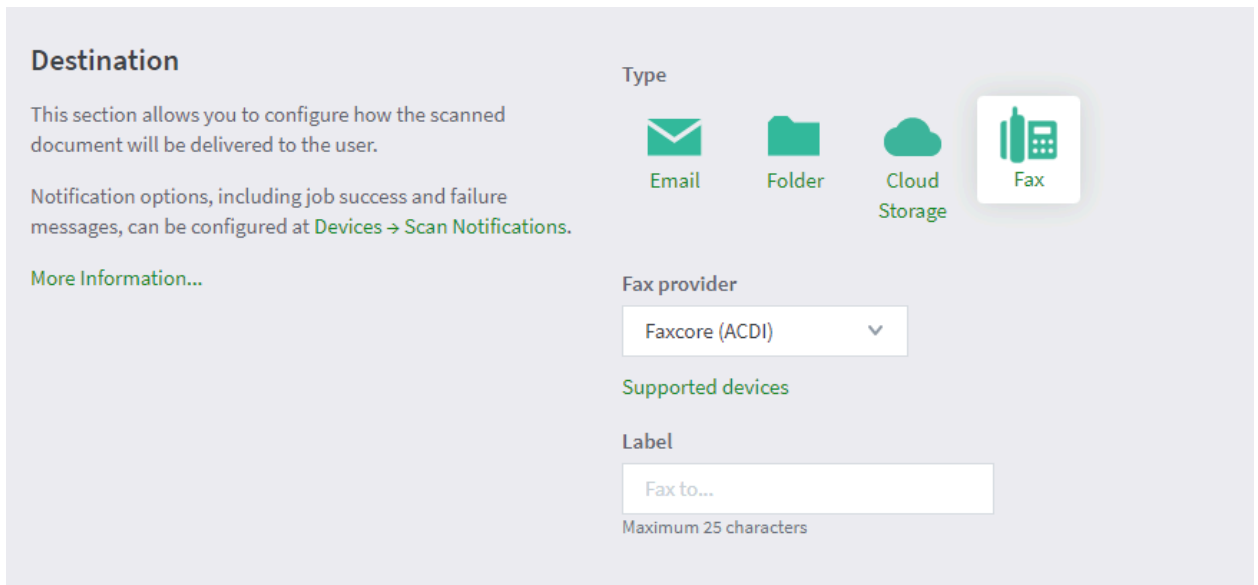 Destination
This section allows you to configure how the scanned
document will be delivered to the user.
Notification options, including job success and failure
messages, can be configured at Devices → Scan Notifications.
More Information...
Type
Email
Folder
Cloud
Storage
Fax
Fax provider
Faxcore (ACDI)
Supported devices
Label
Fax to...
Maximum 25 characters